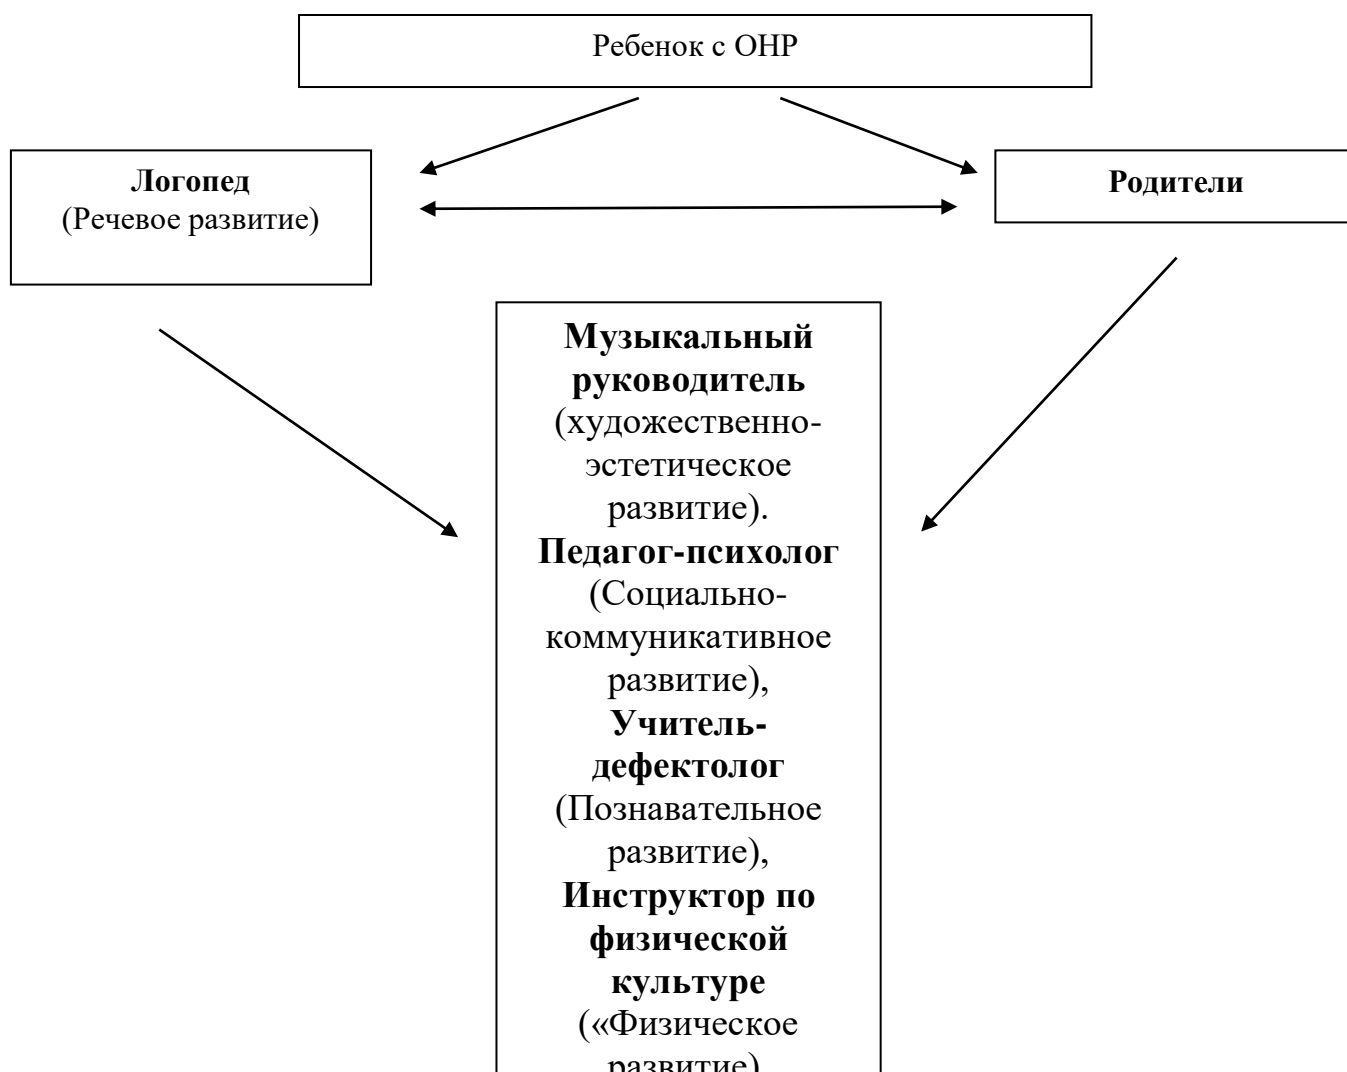 Ребенок с ОНР
Логопед
(Речевое развитие)
Родители
Музыкальный
руководитель
(художественно-
эстетическое
развитие).
Педагог-психолог
(Социально-
коммуникативное
развитие),
Учитель-
дефектолог
(Познавательное
развитие),
Инструктор по
физической
культуре
(«Физическое
развитие)